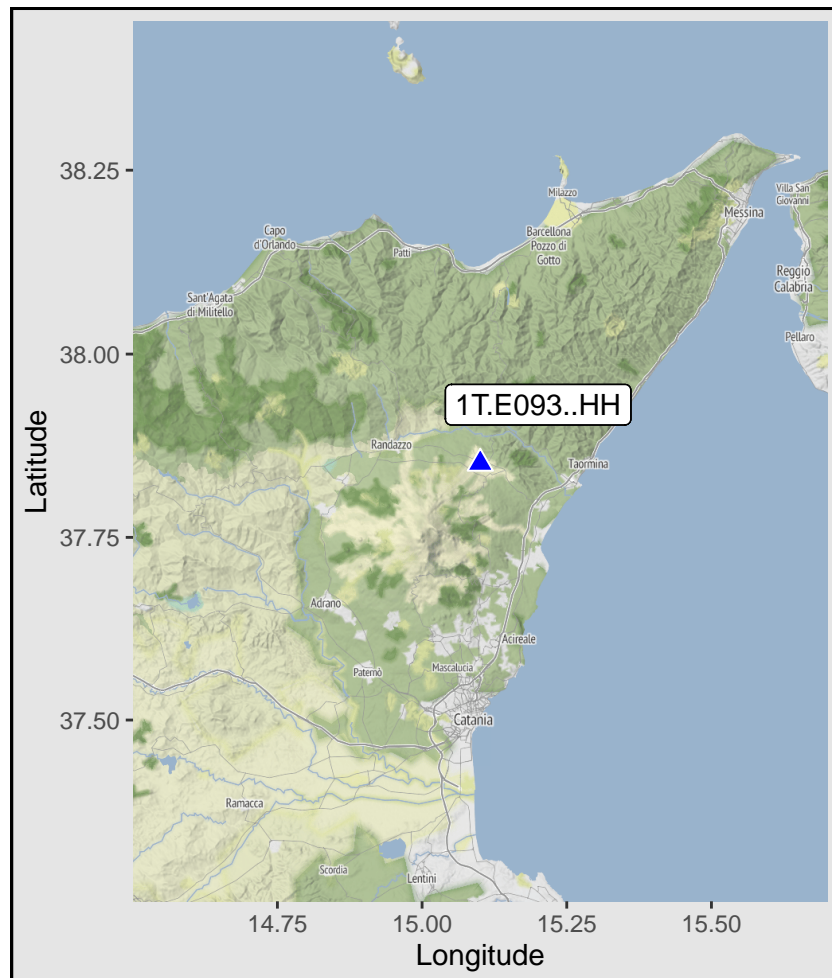 38.25
38.00
37.75
37.50
Latitude
Milazzo
Villa San
Giovanni
Messina
Capo
d'Orlando
Patti
Barcellona
Pozzo di
Gotto
Reggio
Calabria
Sant'Agata
di Militello
Pellaro
1T.E093..HH
Randazzo
Taormina
Adrano
Acireale
Mascalucia
Paternò
Catania
Ramacca
Scordia
Lentini
14.75
15.00
15.25
15.50
Longitude